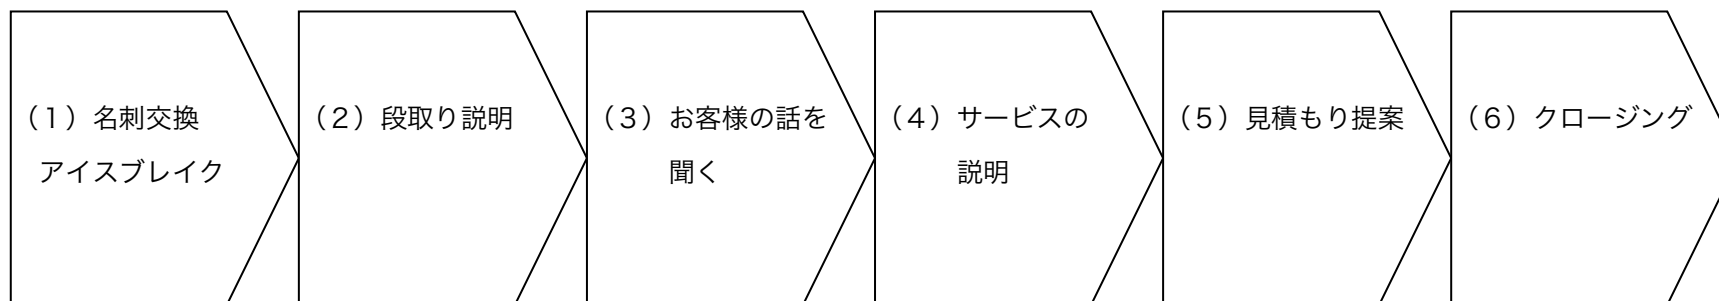 （１）名刺交換
アイスブレイク
（２）段取り説明
（３）お客様の話を
聞く
（４）サービスの
説明
（５）見積もり提案
（６）クロージング